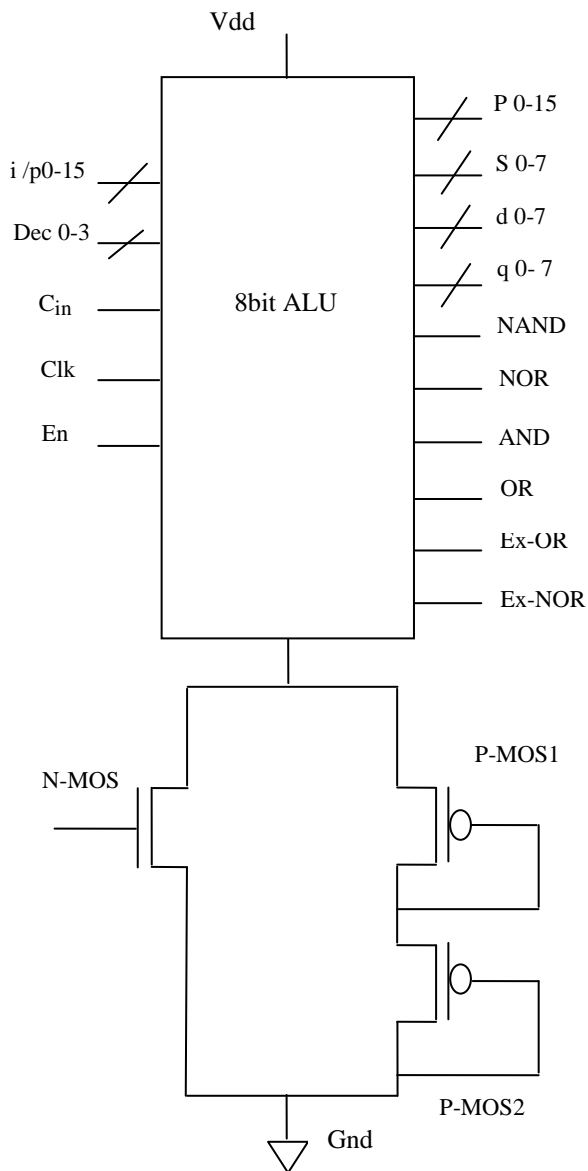 Vdd
P 0-15
i /p0-15
S 0-7
Dec 0-3
d 0-7
q 0- 7
Cin
8bit ALU
NAND
Clk
NOR
En
AND
OR
Ex-OR
Ex-NOR
P-MOS1
N-MOS
P-MOS2
Gnd